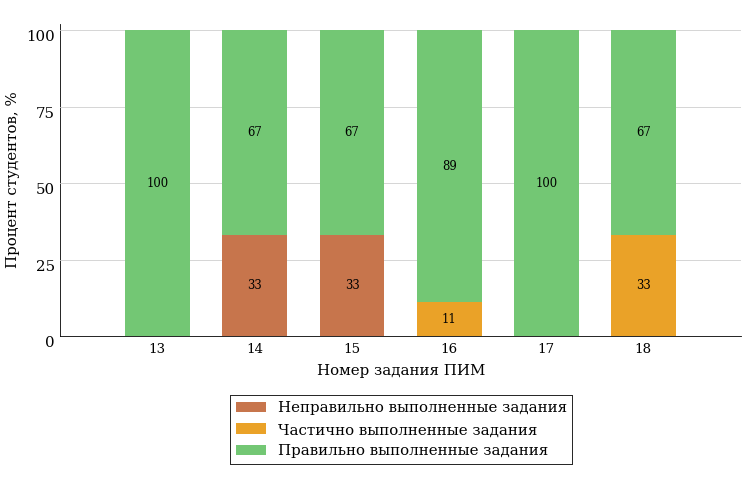 Процент студентов, %
100
75
50
25
0
100
67
33
67
33
89
11
100
67
33
13 14 15 16 17 18
Номер задания ПИМ
Неправильно выполненные задания
Частично выполненные задания
Правильно выполненные задания